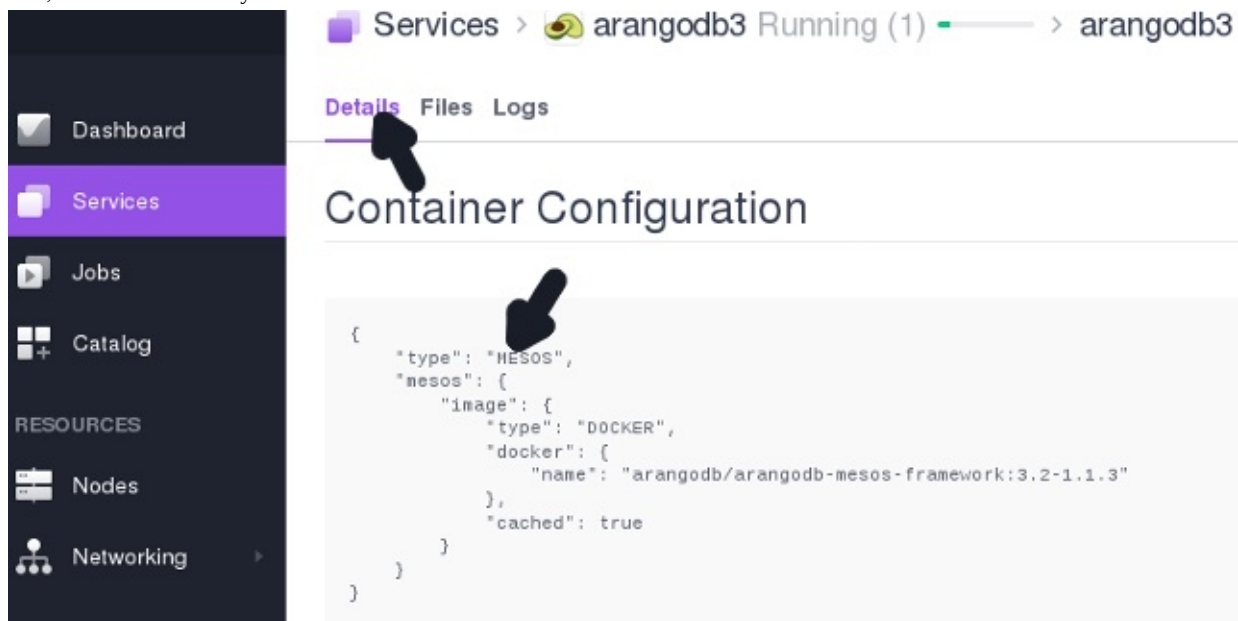 Services > arangodb3 Running (1) > arangodb3
Details Files Logs
Dashboard
Services
Jobs
Catalog
RESOURCES
Nodes
Networking
Container Configuration
{
"type": "MESOS",
"mesos": {
"image": {
"type": "DOCKER",
"docker": {
"name": "arangodb/arangodb-mesos-framework:3.2-1.1.3"
},
"cached": true
}
}
}